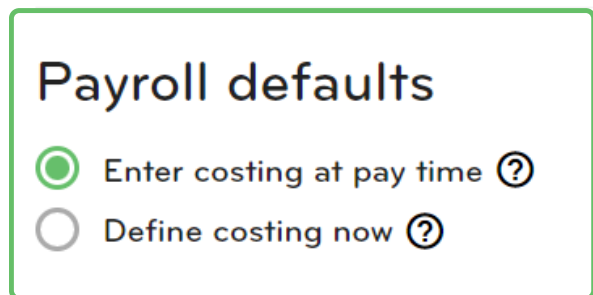 Payroll defaults
Enter costing at pay time ?
Define costing now ?